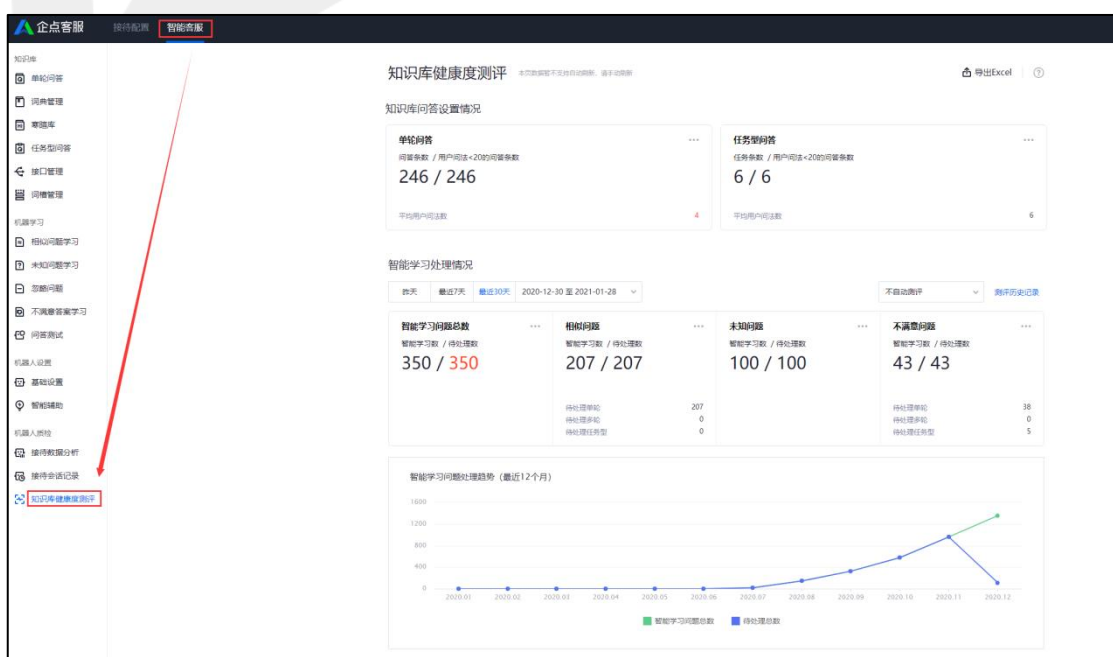 企点客服 接待配置 智能客服
知识库
单轮问答
词典管理
寒暄库
任务型问答
接口管理
词槽管理
机器学习
相似问题学习
未知问题学习
忽略问题
不满意答案学习
问答测试
机器人设置
基础设置
智能辅助
机器人质检
接待数据分析
接待会话记录
知识库健康度测评
知识库健康度测评 本页数据暂不支持自动刷新，请手动刷新 导出Excel
知识库问答设置情况
单轮问答
问答条数 / 用户问法<20的问答条数
246 / 246
平均用户问法数 4
任务型问答
任务条数 / 用户问法<20的问答条数
6 / 6
平均用户问法数 6
智能学习处理情况
昨天 最近7天 最近30天 2020-12-30 至 2021-01-28 不自动测评 测评历史记录
智能学习问题总数
智能学习数 / 待处理数
350 / 350
相似问题
智能学习数 / 待处理数
207 / 207
待处理单轮 207
待处理多轮 0
待处理任务型 0
未知问题
智能学习数 / 待处理数
100 / 100
不满意问题
智能学习数 / 待处理数
43 / 43
待处理单轮 38
待处理多轮 0
待处理任务型 5
智能学习问题处理趋势（最近12个月）
1600
1200
800
400
0
2020.01 2020.02 2020.03 2020.04 2020.05 2020.06 2020.07 2020.08 2020.09 2020.10 2020.11 2020.12
智能学习问题总数 待处理总数